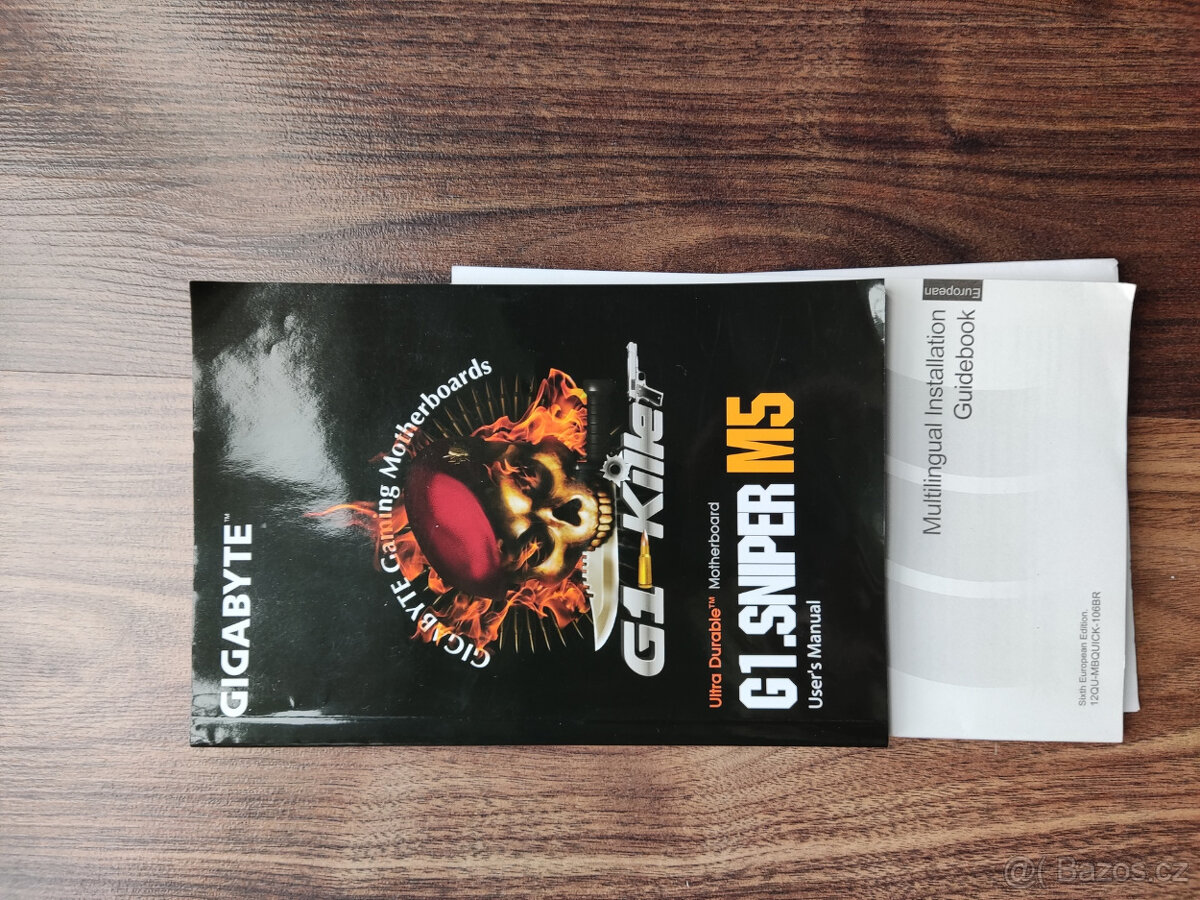 GIGABYTE™
GIGABYTE Gaming Motherboards
G1-Killer
Ultra Durable™ Motherboard
G1.SNIPER M5
User's Manual
European
Multilingual Installation
Guidebook
Sixth European Edition.
12QU-MBQUICK-106BR
@( Bazos.cz